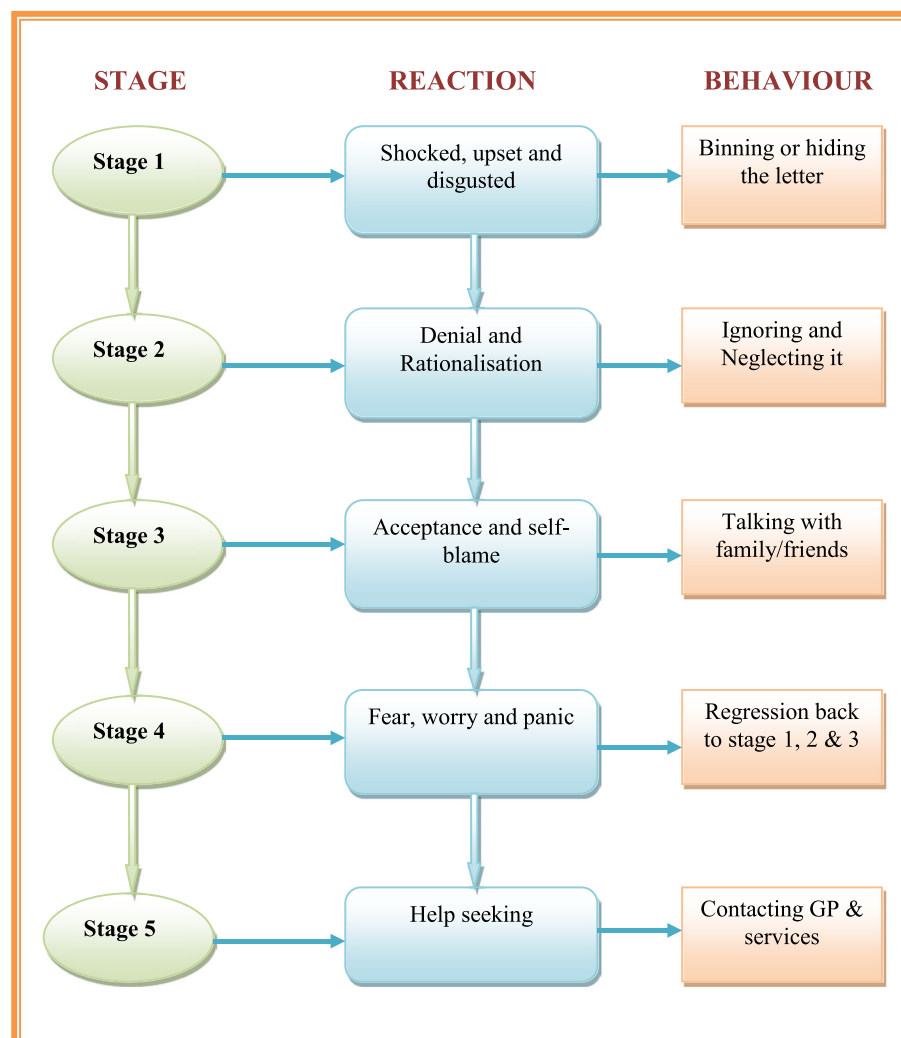 STAGE
REACTION
BEHAVIOUR
Stage 1
Shocked, upset and
disgusted
Binning or hiding
the letter
Stage 2
Denial and
Rationalisation
Ignoring and
Neglecting it
Stage 3
Acceptance and self-
blame
Talking with
family/friends
Stage 4
Fear, worry and panic
Regression back
to stage 1, 2 & 3
Stage 5
Help seeking
Contacting GP &
services